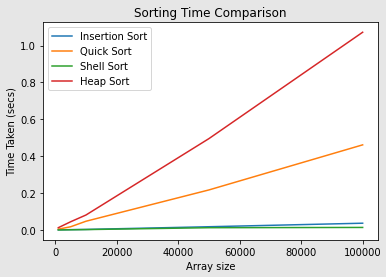 Sorting Time Comparison
Insertion Sort
Quick Sort
Shell Sort
Heap Sort
Time Taken (secs)
1.0
0.8
0.6
0.4
0.2
0.0
0 20000 40000 60000 80000 100000
Array size